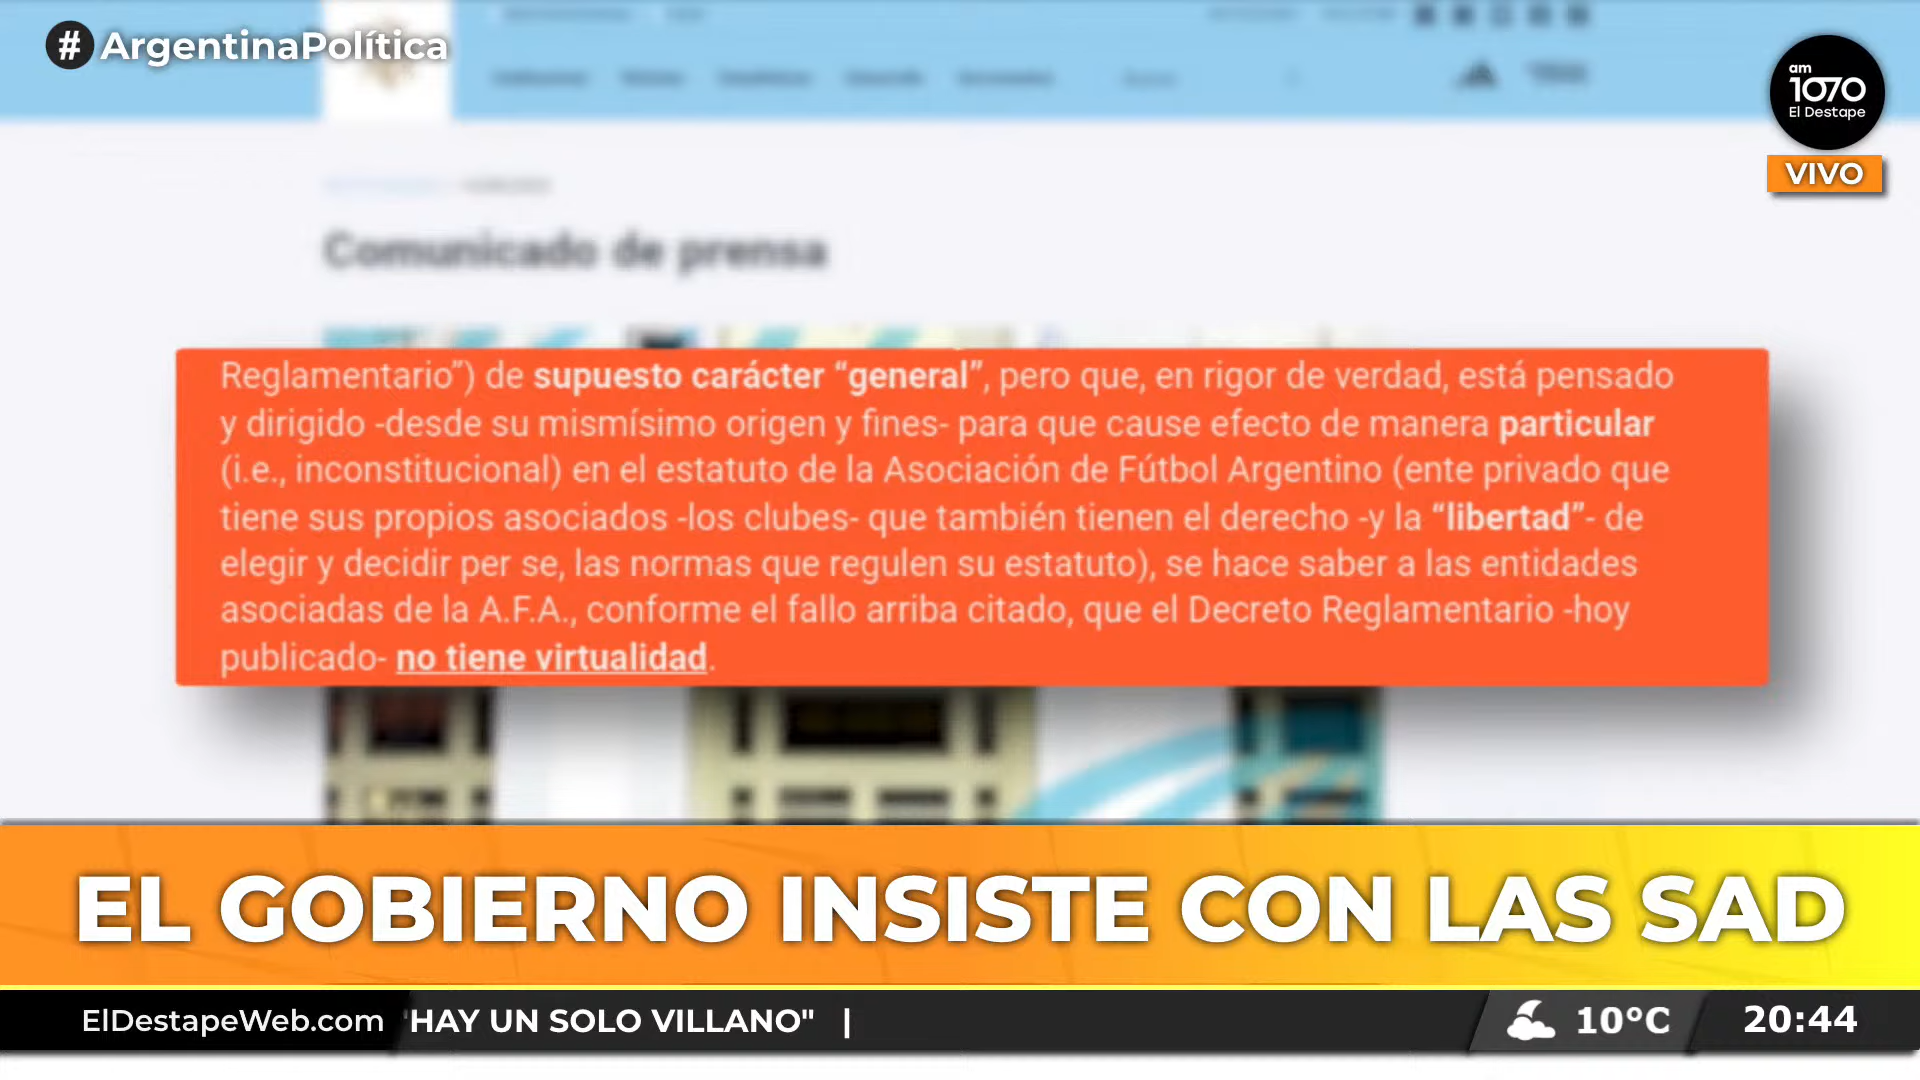 # ArgentinaPolítica
am
1070
El Destape
VIVO
Comunicado de prensa
Reglamentario”) de supuesto carácter “general”, pero que, en rigor de verdad, está pensado
y dirigido -desde su mismísimo origen y fines- para que cause efecto de manera particular
(i.e., inconstitucional) en el estatuto de la Asociación de Fútbol Argentino (ente privado que
tiene sus propios asociados -los clubes- que también tienen el derecho -y la “libertad”- de
elegir y decidir per se, las normas que regulen su estatuto), se hace saber a las entidades
asociadas de la A.F.A., conforme el fallo arriba citado, que el Decreto Reglamentario -hoy
publicado- no tiene virtualidad.
EL GOBIERNO INSISTE CON LAS SAD
ElDestapeWeb.com "HAY UN SOLO VILLANO" |
10°C 20:44